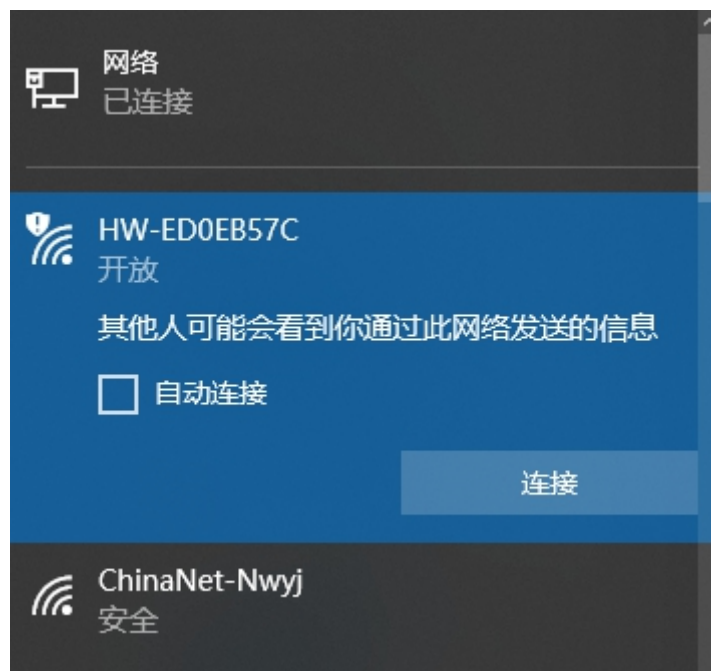 网络
已连接
HW-ED0EB57C
开放
其他人可能会看到你通过此网络发送的信息
自动连接
连接
ChinaNet-Nwyj
安全